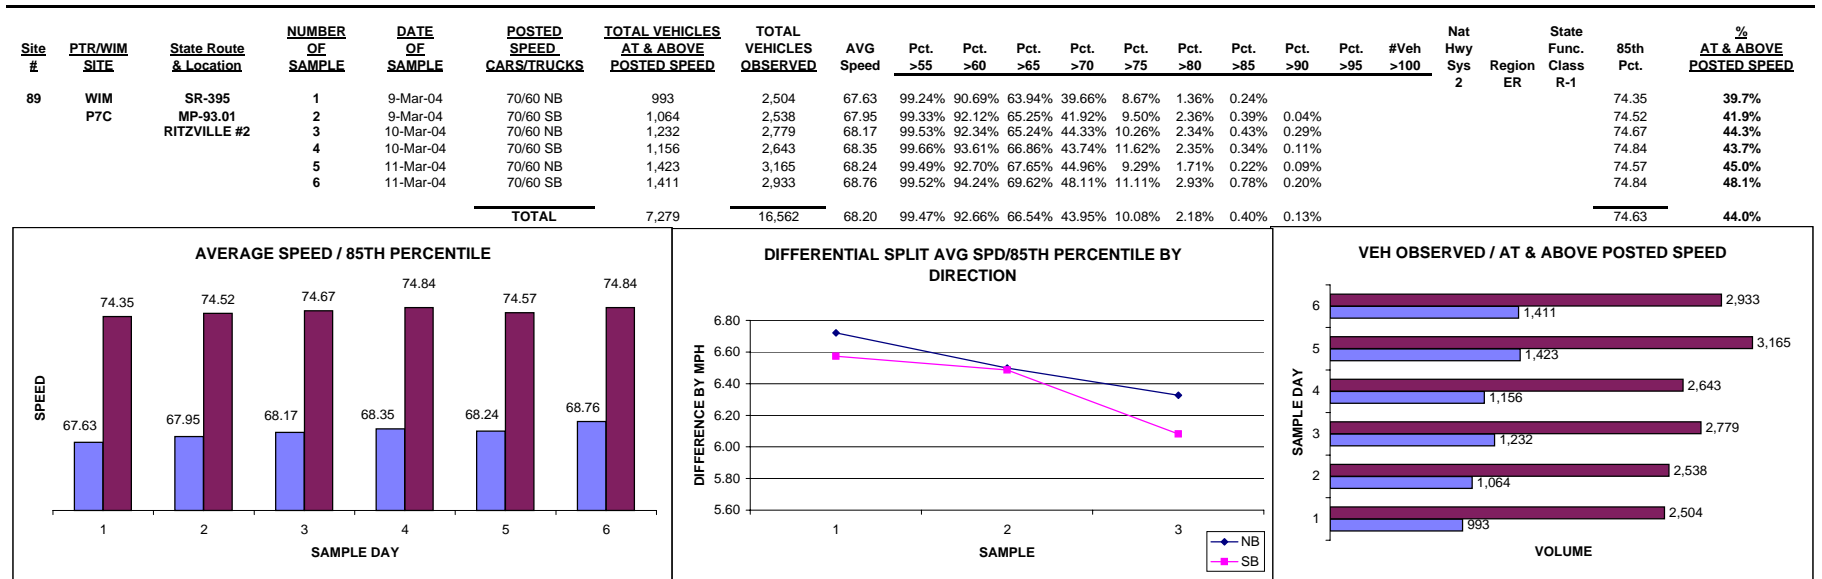 NUMBER DATE POSTED TOTAL VEHICLES TOTAL Nat State %
Site PTR/WIM State Route OF OF SPEED AT & ABOVE VEHICLES AVG Pct. Pct. Pct. Pct. Pct. Pct. Pct. Pct. Pct. #Veh Hwy Func. 85th AT & ABOVE
# SITE & Location SAMPLE SAMPLE CARS/TRUCKS POSTED SPEED OBSERVED Speed >55 >60 >65 >70 >75 >80 >85 >90 >95 >100 Sys Region Class Pct. POSTED SPEED
2 ER R-1
89 WIM SR-395 1 9-Mar-04 70/60 NB 993 2,504 67.63 99.24% 90.69% 63.94% 39.66% 8.67% 1.36% 0.24% 74.35 39.7%
P7C MP-93.01 2 9-Mar-04 70/60 SB 1,064 2,538 67.95 99.33% 92.12% 65.25% 41.92% 9.50% 2.36% 0.39% 0.04% 74.52 41.9%
RITZVILLE #2 3 10-Mar-04 70/60 NB 1,232 2,779 68.17 99.53% 92.34% 65.24% 44.33% 10.26% 2.34% 0.43% 0.29% 74.67 44.3%
4 10-Mar-04 70/60 SB 1,156 2,643 68.35 99.66% 93.61% 66.86% 43.74% 11.62% 2.35% 0.34% 0.11% 74.84 43.7%
5 11-Mar-04 70/60 NB 1,423 3,165 68.24 99.49% 92.70% 67.65% 44.96% 9.29% 1.71% 0.22% 0.09% 74.57 45.0%
6 11-Mar-04 70/60 SB 1,411 2,933 68.76 99.52% 94.24% 69.62% 48.11% 11.11% 2.93% 0.78% 0.20% 74.84 48.1%
TOTAL 7,279 16,562 68.20 99.47% 92.66% 66.54% 43.95% 10.08% 2.18% 0.40% 0.13% 74.63 44.0%
AVERAGE SPEED / 85TH PERCENTILE
74.35 74.52 74.67 74.84 74.57 74.84
67.63 67.95 68.17 68.35 68.24 68.76
SPEED
1 2 3 4 5 6
SAMPLE DAY
DIFFERENTIAL SPLIT AVG SPD/85TH PERCENTILE BY
DIRECTION
DIFFERENCE BY MPH
6.80
6.60
6.40
6.20
6.00
5.80
5.60
1 2 3
SAMPLE
NB
SB
VEH OBSERVED / AT & ABOVE POSTED SPEED
SAMPLE DAY
6 2,933
1,411
5 3,165
1,423
4 2,643
1,156
3 2,779
1,232
2 2,538
1,064
1 2,504
993
VOLUME